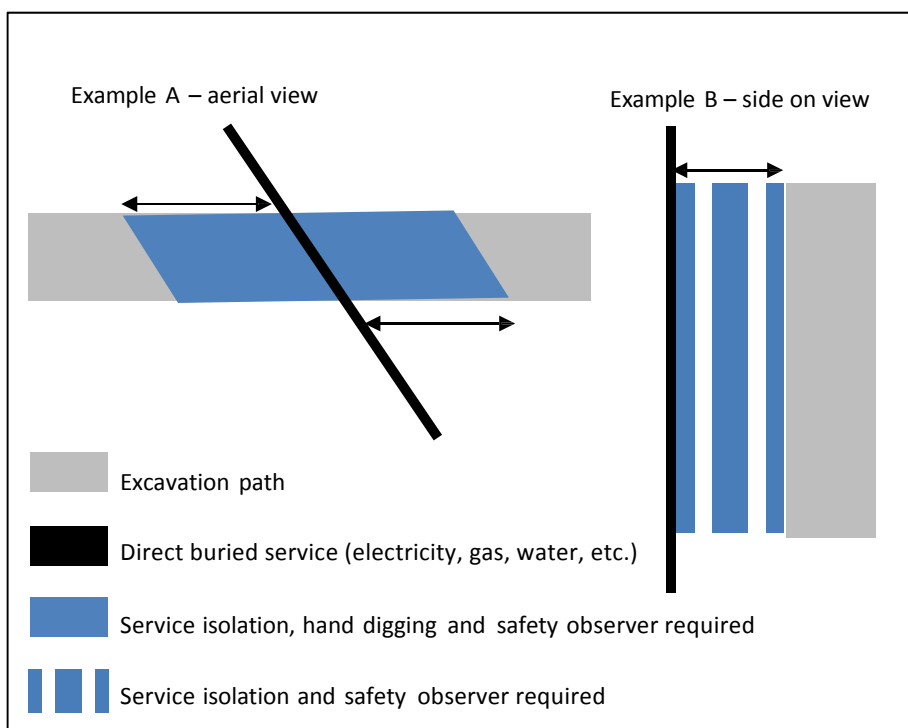 Example A – aerial view
Example B – side on view
Excavation path
Direct buried service (electricity, gas, water, etc.)
Service isolation, hand digging and safety observer required
Service isolation and safety observer required